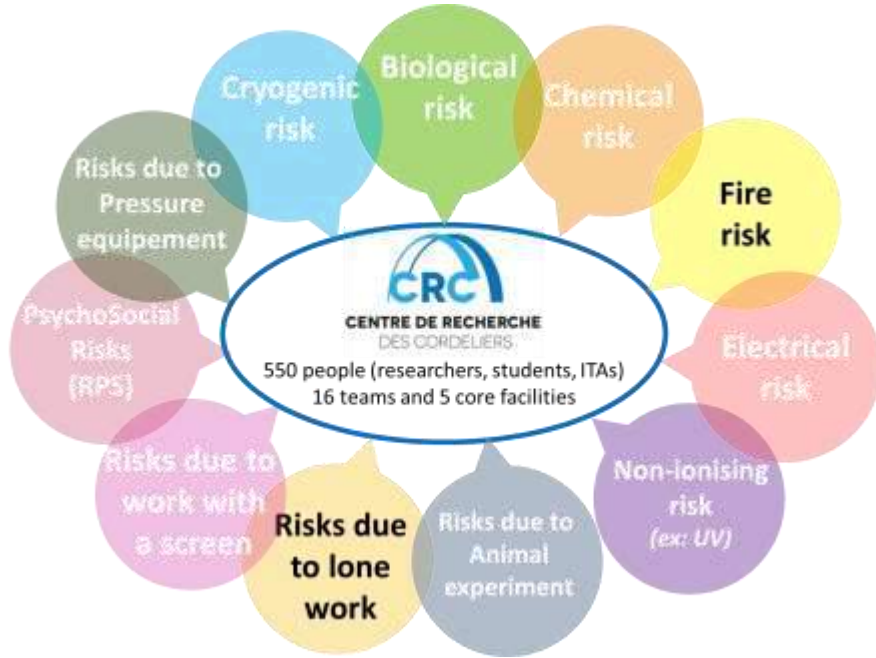 Biological
risk
Cryogenic
risk
Chemical
risk
Risks due to
Pressure
equipement
Fire
risk
PsychoSocial
Risks
(RPS)
CRC
CENTRE DE RECHERCHE
DES CORDELIERS
550 people (researchers, students, ITAs)
16 teams and 5 core facilities
Electrical
risk
Risks due to
work with
a screen
Non-ionising
risk
(ex: UV)
Risks due
to lone
work
Risks due to
Animal
experiment